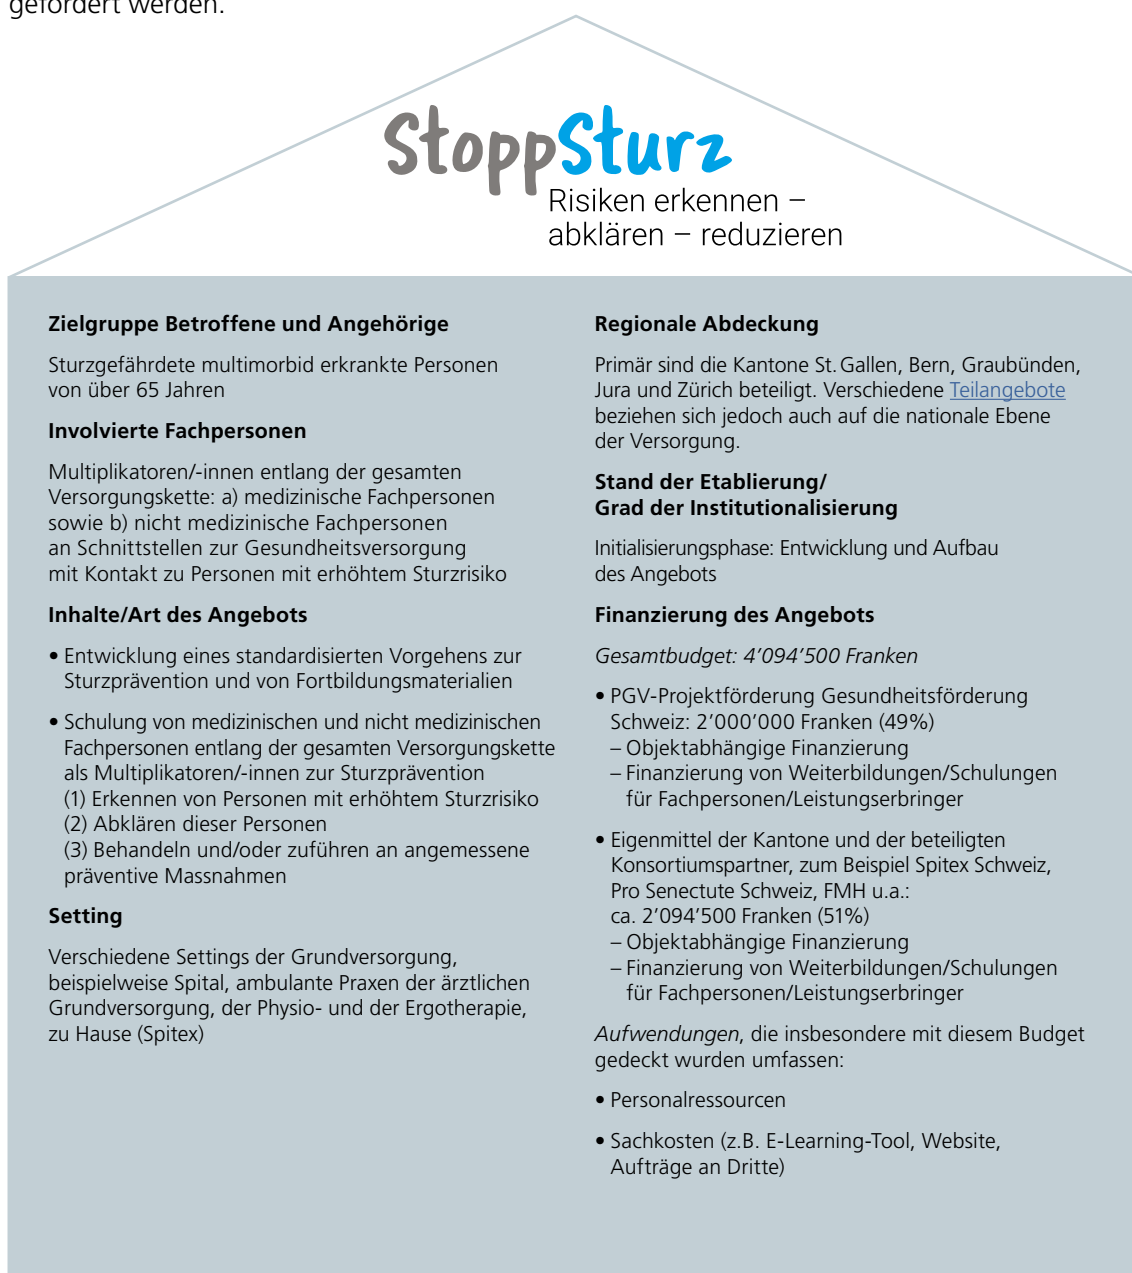 gefördert werden.
StoppSturz
Risiken erkennen –
abklären – reduzieren
Zielgruppe Betroffene und Angehörige
Sturzgefährdete multimorbid erkrankte Personen
von über 65 Jahren
Involvierte Fachpersonen
Multiplikatoren/-innen entlang der gesamten
Versorgungskette: a) medizinische Fachpersonen
sowie b) nicht medizinische Fachpersonen
an Schnittstellen zur Gesundheitsversorgung
mit Kontakt zu Personen mit erhöhtem Sturzrisiko
Inhalte/Art des Angebots
• Entwicklung eines standardisierten Vorgehens zur
Sturzprävention und von Fortbildungsmaterialien
• Schulung von medizinischen und nicht medizinischen
Fachpersonen entlang der gesamten Versorgungskette
als Multiplikatoren/-innen zur Sturzprävention
(1) Erkennen von Personen mit erhöhtem Sturzrisiko
(2) Abklären dieser Personen
(3) Behandeln und/oder zuführen an angemessene
präventive Massnahmen
Setting
Verschiedene Settings der Grundversorgung,
beispielweise Spital, ambulante Praxen der ärztlichen
Grundversorgung, der Physio- und der Ergotherapie,
zu Hause (Spitex)
Regionale Abdeckung
Primär sind die Kantone St. Gallen, Bern, Graubünden,
Jura und Zürich beteiligt. Verschiedene Teilangebote
beziehen sich jedoch auch auf die nationale Ebene
der Versorgung.
Stand der Etablierung/
Grad der Institutionalisierung
Initialisierungsphase: Entwicklung und Aufbau
des Angebots
Finanzierung des Angebots
Gesamtbudget: 4’094’500 Franken
• PGV-Projektförderung Gesundheitsförderung
Schweiz: 2’000’000 Franken (49%)
– Objektabhängige Finanzierung
– Finanzierung von Weiterbildungen/Schulungen
für Fachpersonen/Leistungserbringer
• Eigenmittel der Kantone und der beteiligten
Konsortiumspartner, zum Beispiel Spitex Schweiz,
Pro Senectute Schweiz, FMH u.a.:
ca. 2’094’500 Franken (51%)
– Objektabhängige Finanzierung
– Finanzierung von Weiterbildungen/Schulungen
für Fachpersonen/Leistungserbringer
Aufwendungen, die insbesondere mit diesem Budget
gedeckt wurden umfassen:
• Personalressourcen
• Sachkosten (z.B. E-Learning-Tool, Website,
Aufträge an Dritte)